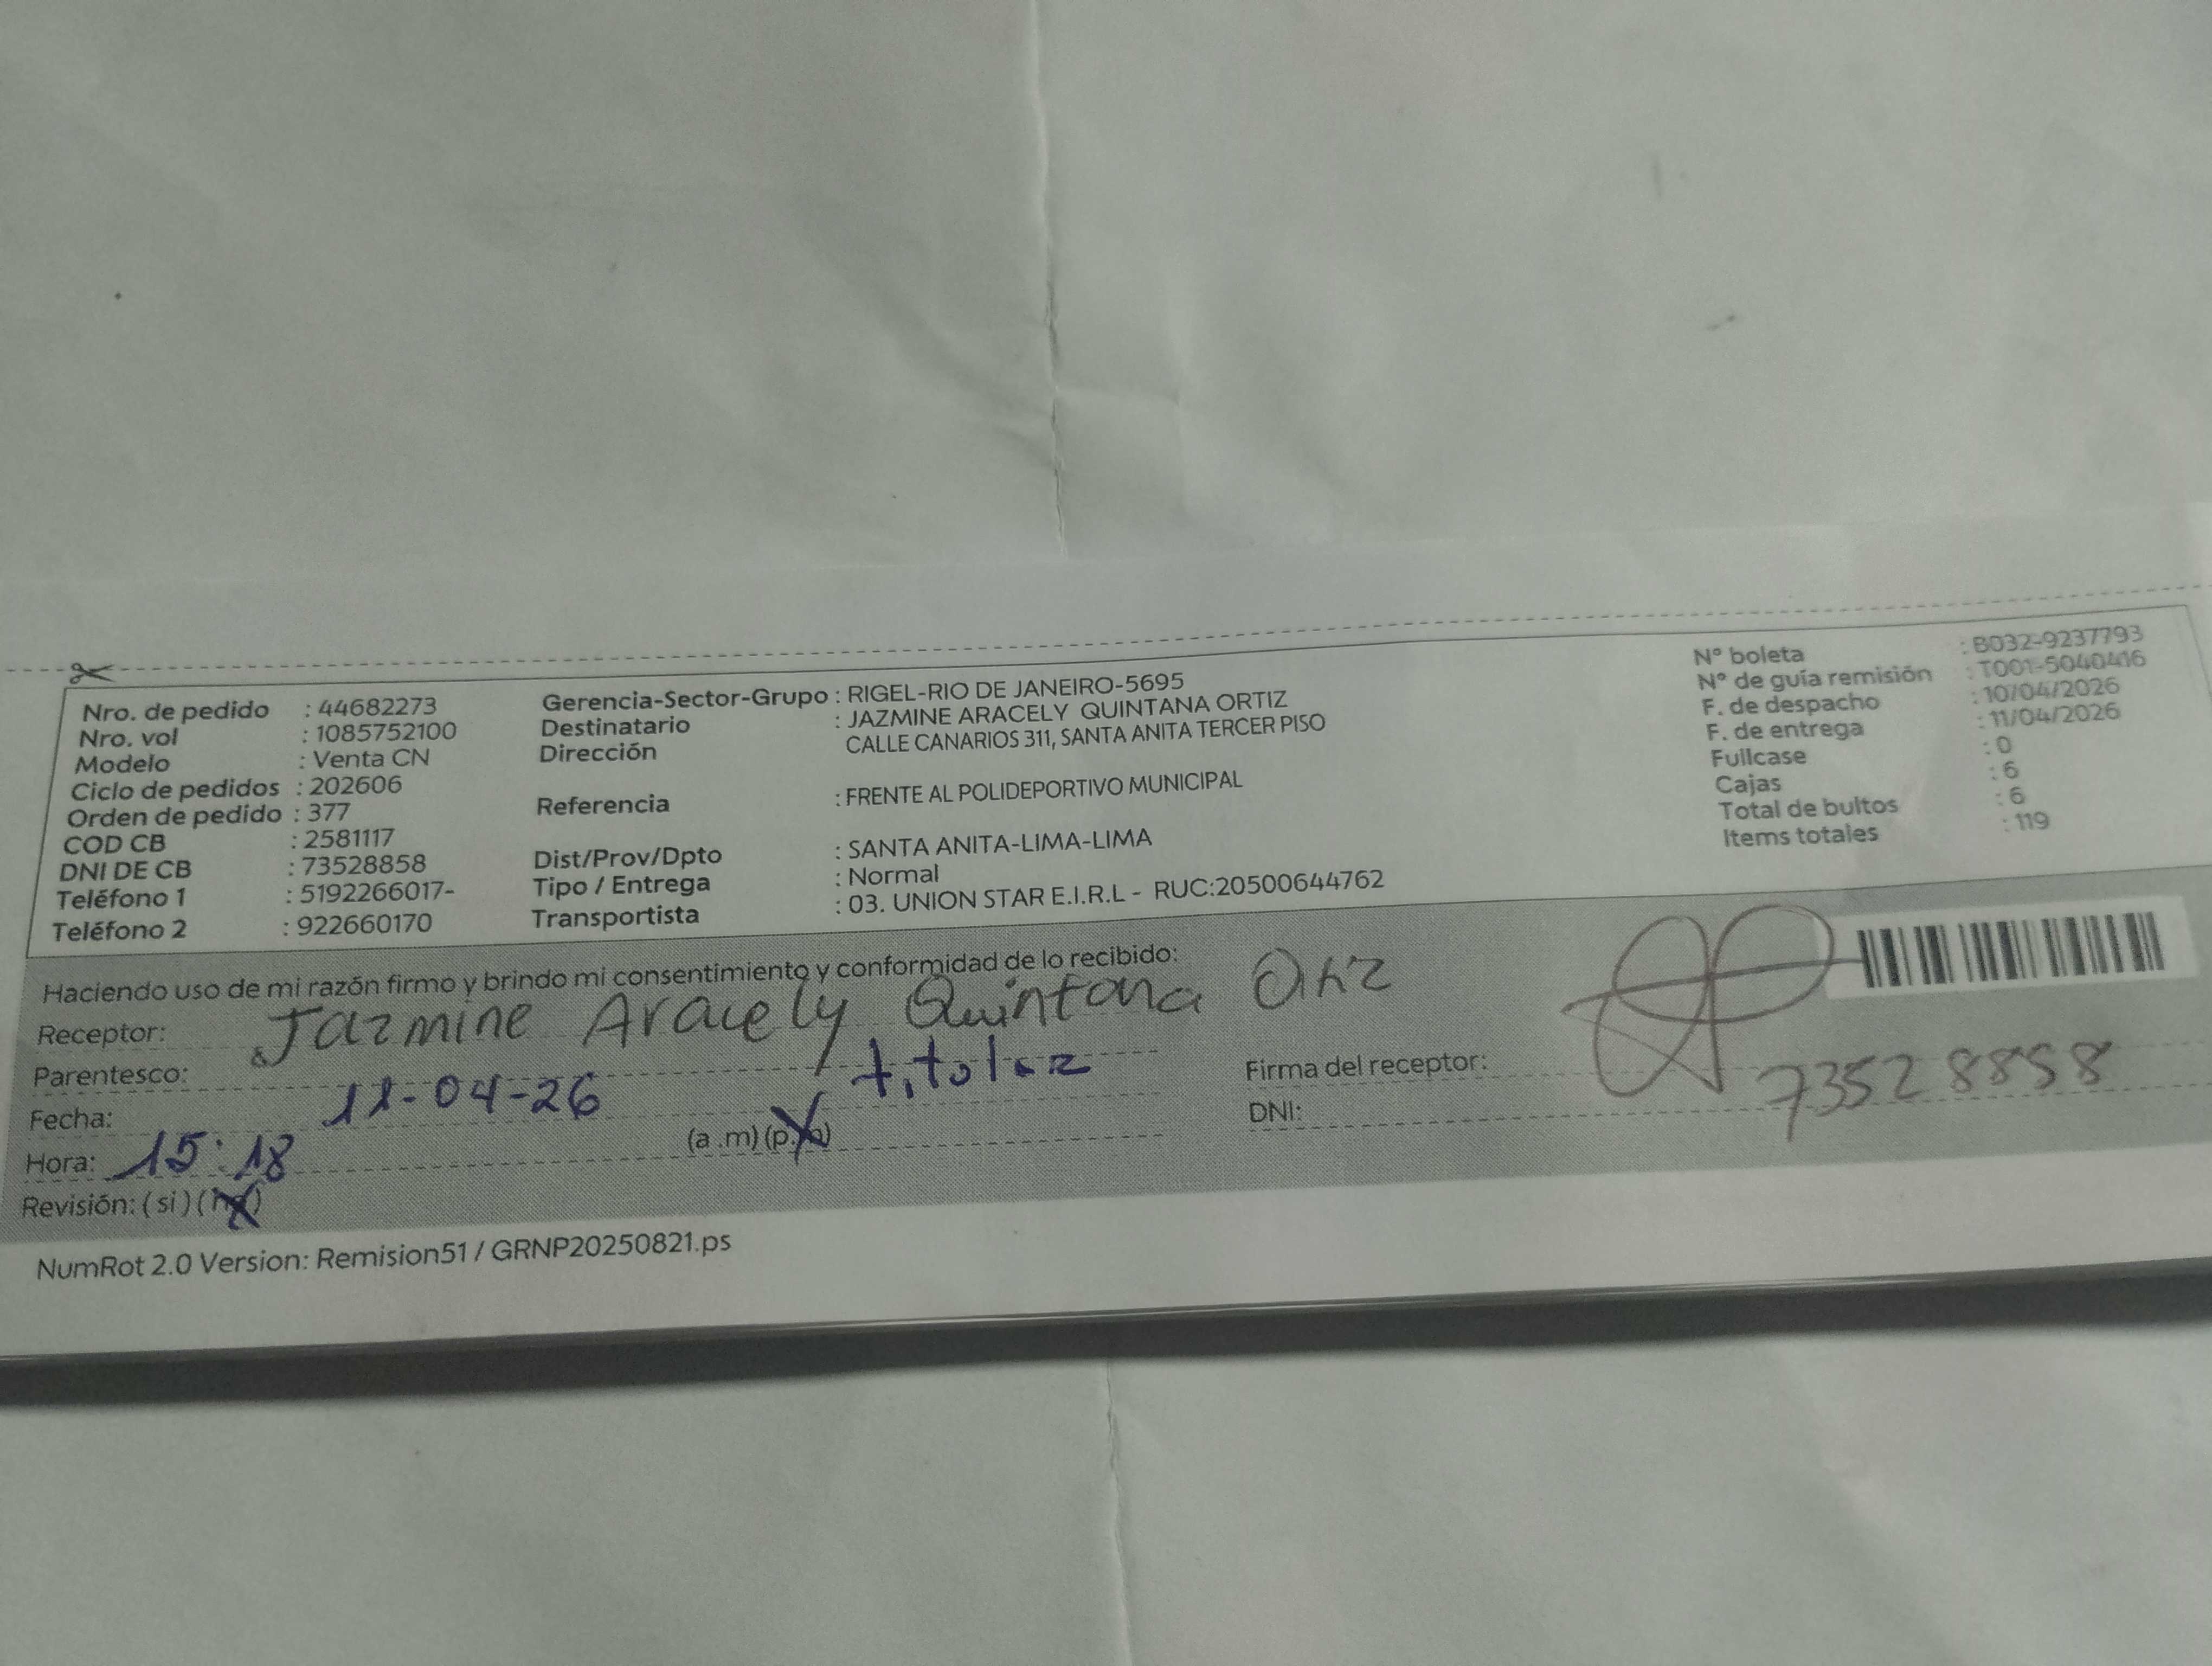 Nro. de pedido : 44682273
Nro. vol : 1085752100
Modelo : Venta CN
Ciclo de pedidos : 202606
Orden de pedido : 377
COD CB : 2581117
DNI DE CB : 73528858
Teléfono 1 : 5192266017-
Teléfono 2 : 922660170
Gerencia-Sector-Grupo : RIGEL-RIO DE JANEIRO-5695
Destinatario : JAZMINE ARACELY QUINTANA ORTIZ
Dirección CALLE CANARIOS 311, SANTA ANITA TERCER PISO
Referencia : FRENTE AL POLIDEPORTIVO MUNICIPAL
Dist/Prov/Dpto : SANTA ANITA-LIMA-LIMA
Tipo / Entrega : Normal
Transportista : 03. UNION STAR E.I.R.L - RUC:20500644762
N° boleta : B032-9237793
N° de guía remisión : T001-5040416
F. de despacho : 10/04/2026
F. de entrega : 11/04/2026
Fullcase : 0
Cajas : 6
Total de bultos : 6
Items totales : 119
Haciendo uso de mi razón firmo y brindo mi consentimiento y conformidad de lo recibido:
Receptor: Jazmine Aracely Quintana Ortiz
Parentesco: titular
Fecha: 11-04-26
Hora: 15:18 (a .m) (p.m)
Revisión: (si) (no)
Firma del receptor:
DNI: 73528858
NumRot 2.0 Version: Remision51 / GRNP20250821.ps